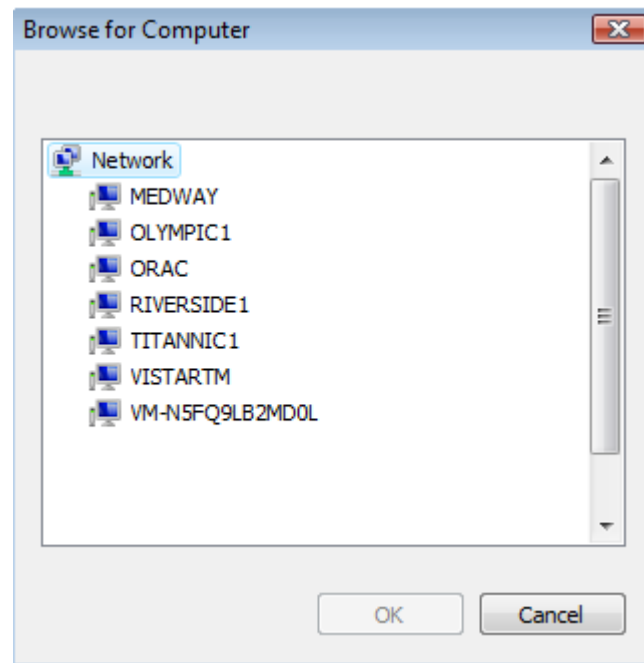 Browse for Computer
Network
MEDWAY
OLYMPIC1
ORAC
RIVERSIDE1
TITANNIC1
VISTARTM
VM-N5FQ9LB2MD0L
OK
Cancel